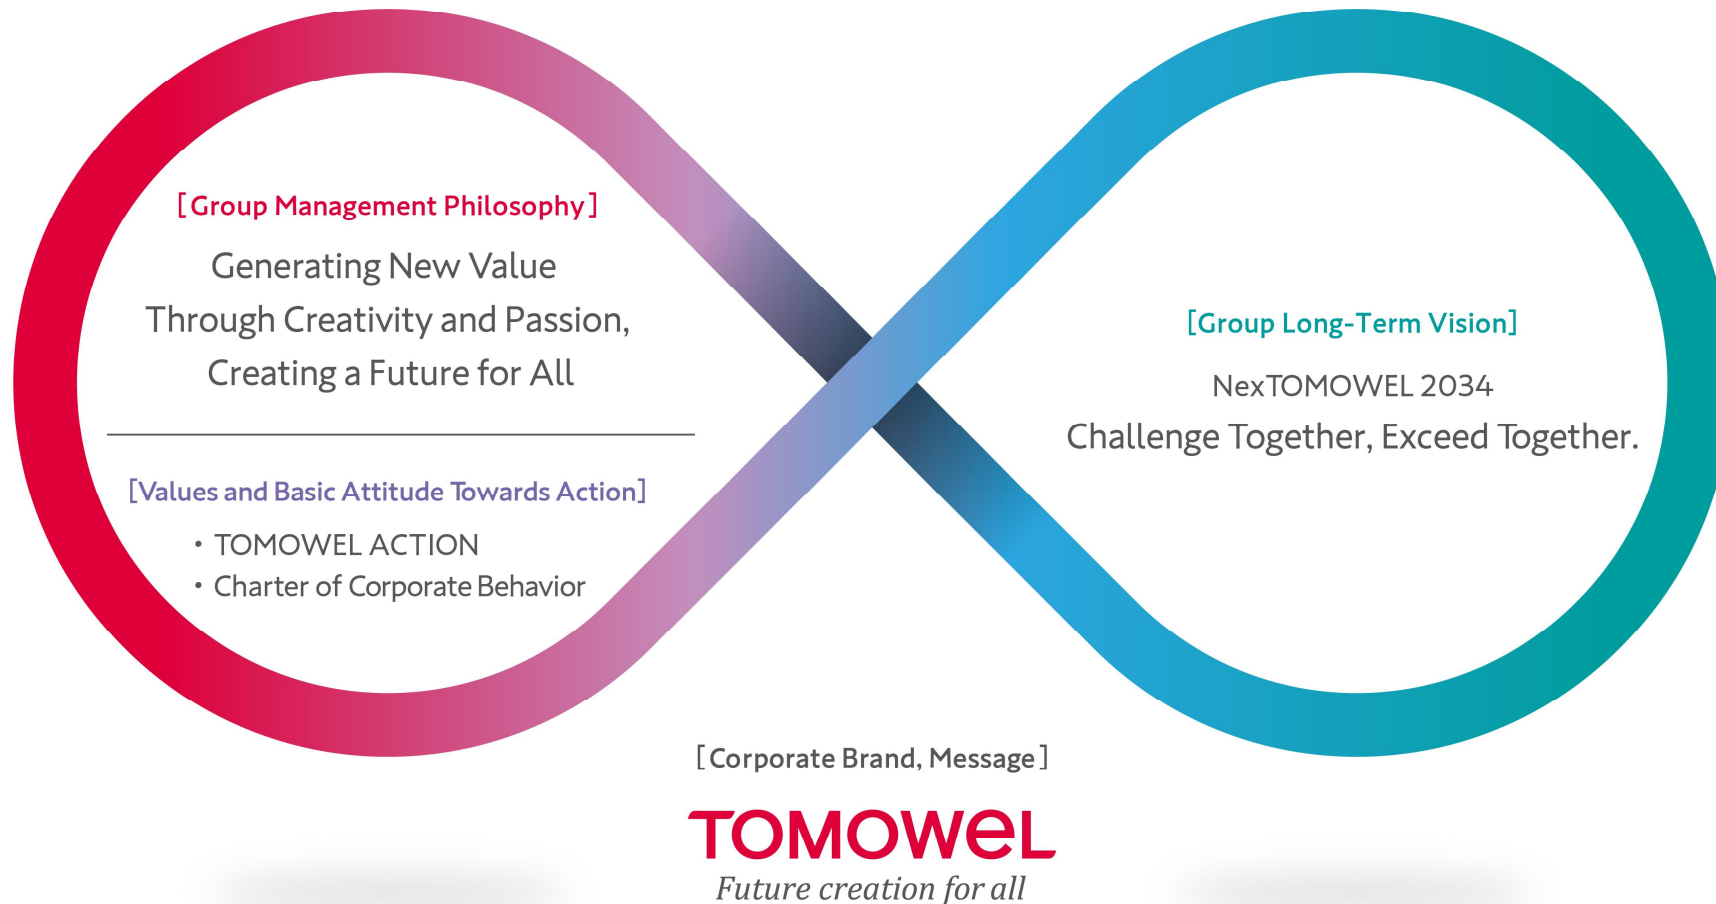 [Group Management Philosophy]
Generating New Value
Through Creativity and Passion,
Creating a Future for All
[Values and Basic Attitude Towards Action]
• TOMOWEL ACTION
• Charter of Corporate Behavior
[Group Long-Term Vision]
NexTOMOWEL 2034
Challenge Together, Exceed Together.
[Corporate Brand, Message]
TOMOWeL
Future creation for all